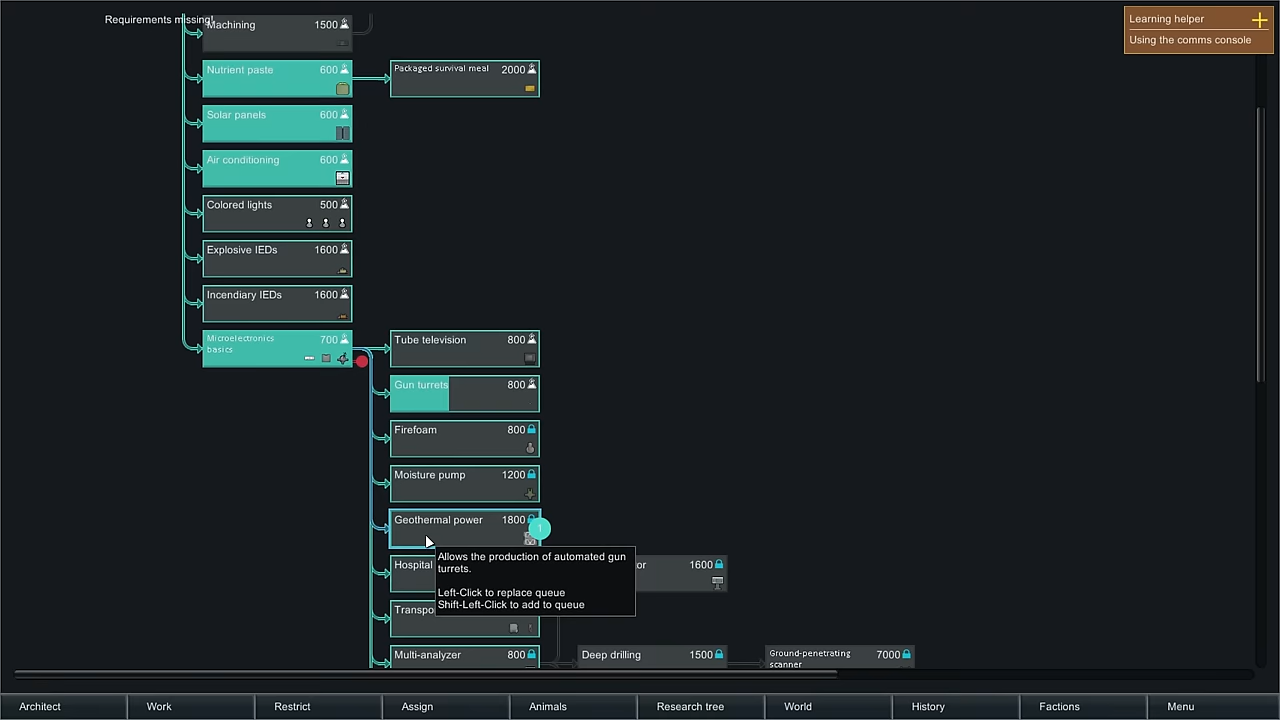 Requirements missing!
Machining 1500
Learning helper
Using the comms console
Nutrient paste 600
Packaged survival meal 2000
Solar panels 600
Air conditioning 600
Colored lights 500
Explosive IEDs 1600
Incendiary IEDs 1600
Microelectronics
basics 700
Tube television 800
Gun turrets 800
Firefoam 800
Moisture pump 1200
Geothermal power 1800
1
Allows the production of automated gun
turrets.
Left-Click to replace queue
Shift-Left-Click to add to queue
Hospital
or 1600
Transpo
Multi-analyzer 800
Deep drilling 1500
Ground-penetrating
scanner 7000
Architect
Work
Restrict
Assign
Animals
Research tree
World
History
Factions
Menu